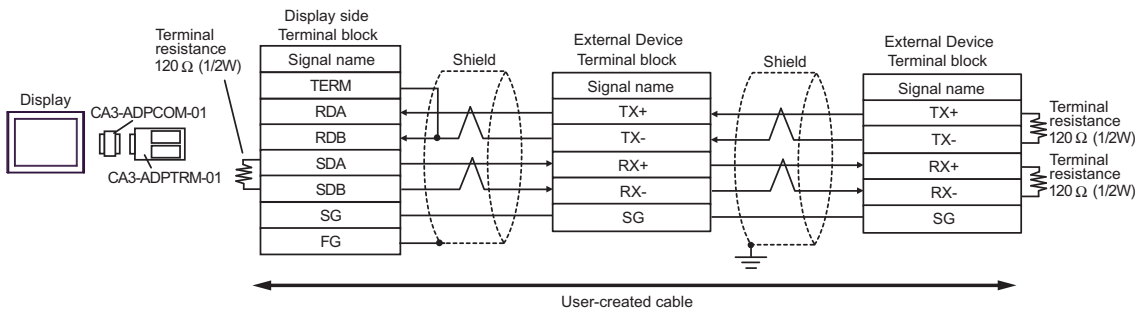 Display side
Terminal block
Terminal
resistance
120 Ω (1/2W)
Display
CA3-ADPCOM-01
CA3-ADPTRM-01
Signal name
TERM
RDA
RDB
SDA
SDB
SG
FG
Shield
External Device
Terminal block
Signal name
TX+
TX-
RX+
RX-
SG
Shield
External Device
Terminal block
Signal name
TX+
TX-
RX+
RX-
SG
Terminal
resistance
120 Ω (1/2W)
Terminal
resistance
120 Ω (1/2W)
User-created cable